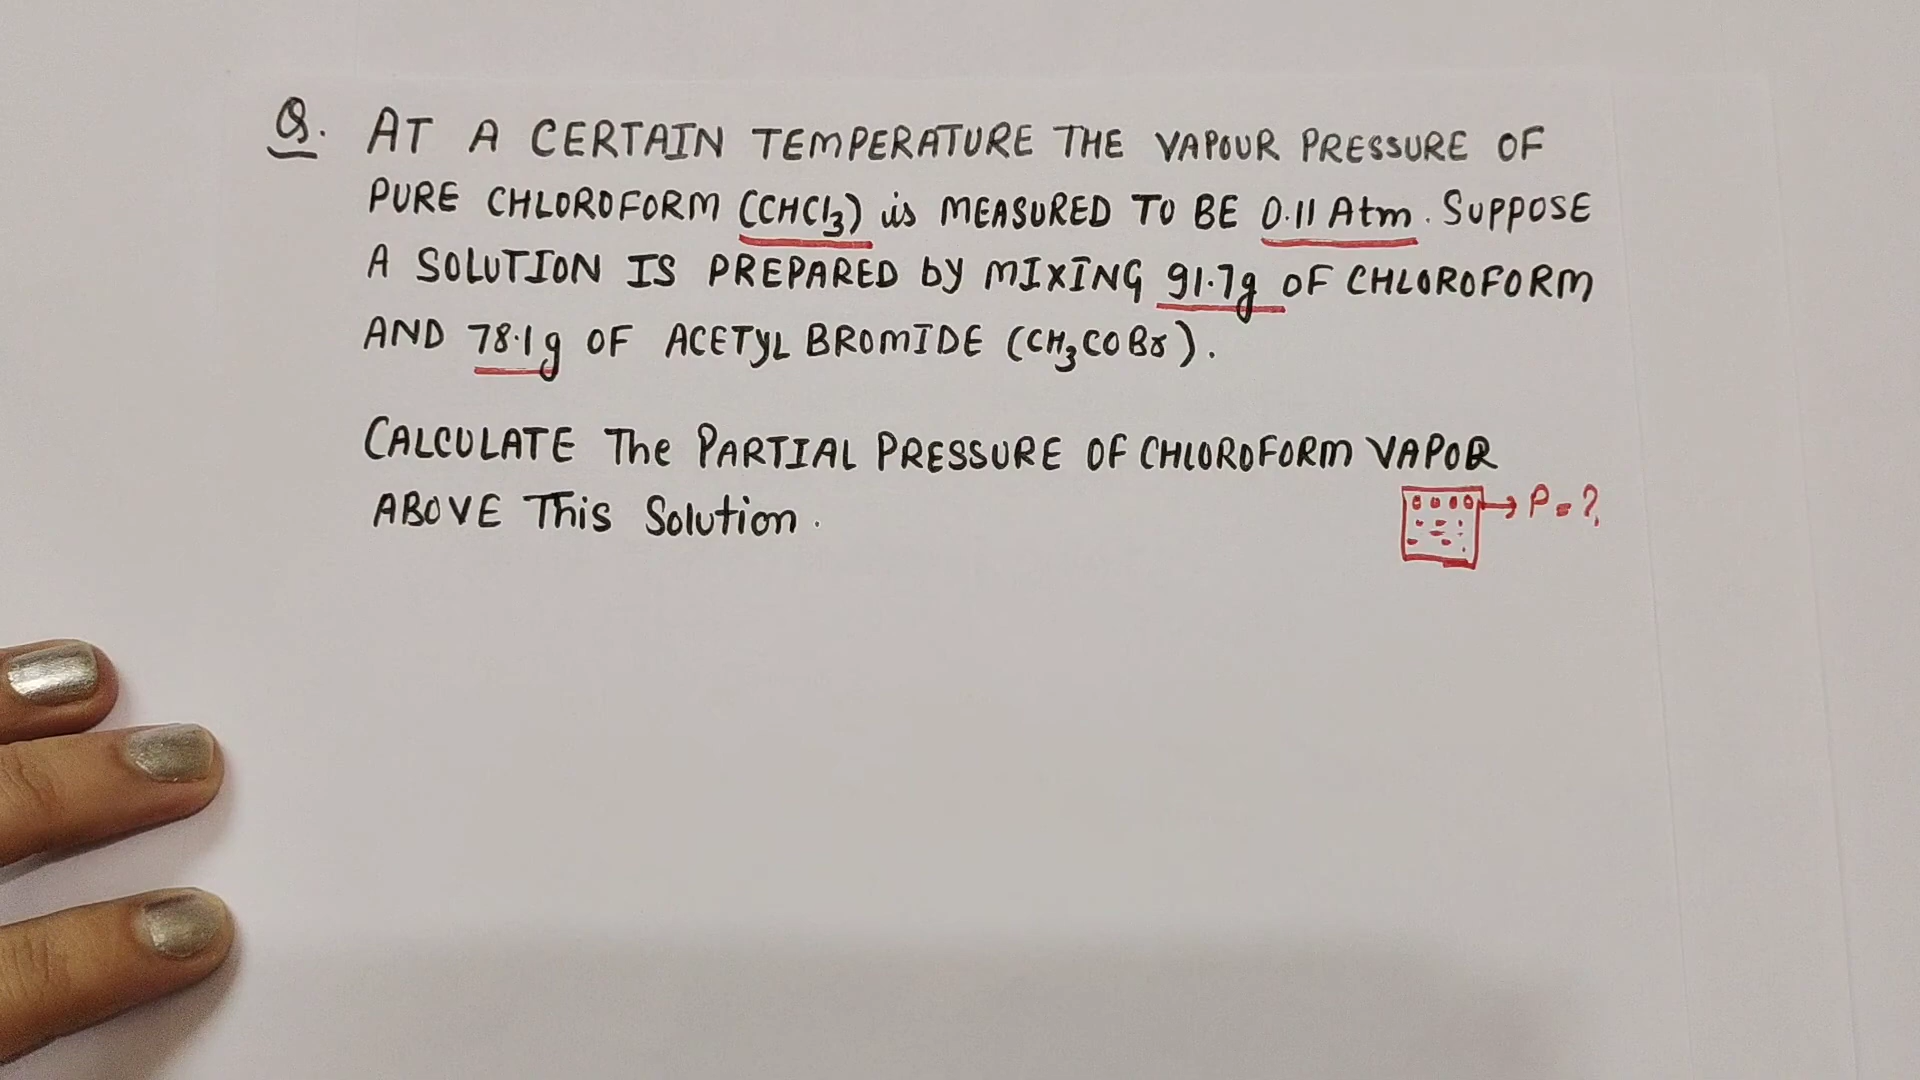 Q. AT A CERTAIN TEMPERATURE THE VAPOUR PRESSURE OF
PURE CHLOROFORM (CHCl3) is MEASURED TO BE 0.11 Atm. SUPPOSE
A SOLUTION IS PREPARED by MIXING 91.7g OF CHLOROFORM
AND 78.1g OF ACETYL BROMIDE (CH3COBr).
CALCULATE The PARTIAL PRESSURE OF CHLOROFORM VAPOR
ABOVE This Solution.
P = ?